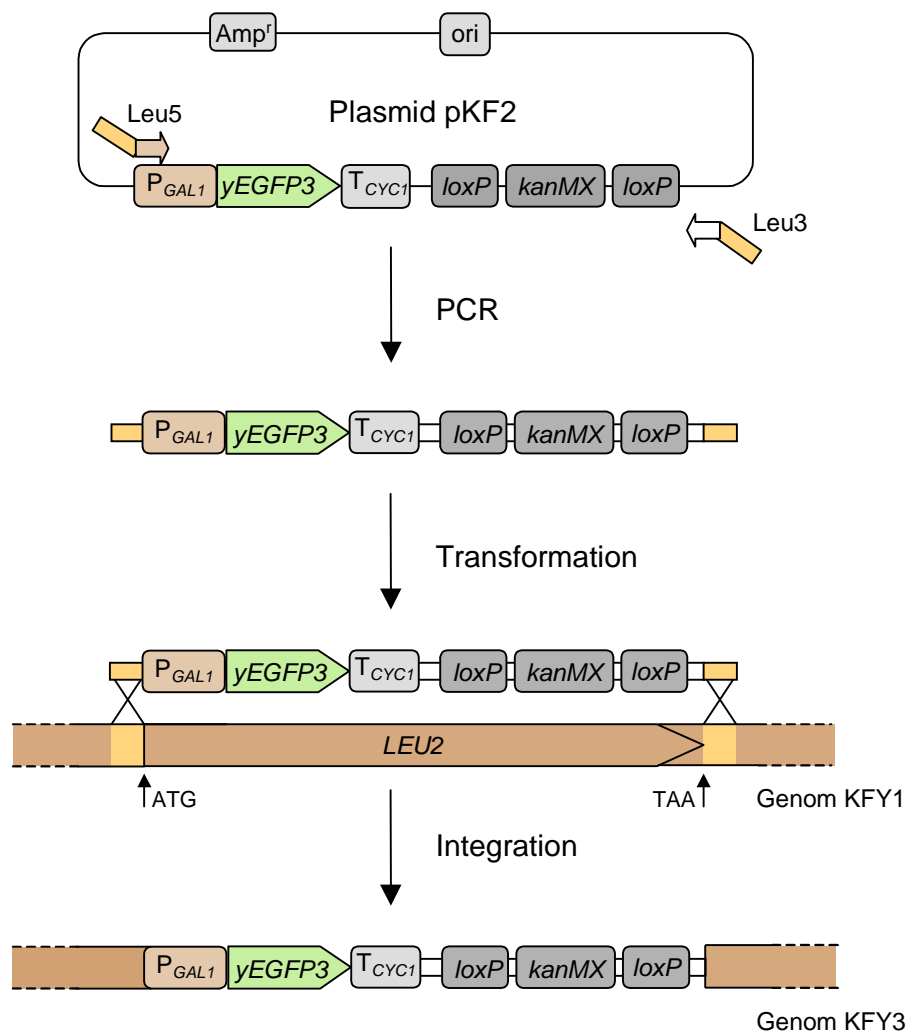 Ampʳ
ori
Leu5
Plasmid pKF2
P_GAL1 yEGFP3 T_CYC1 loxP kanMX loxP
Leu3
PCR
P_GAL1 yEGFP3 T_CYC1 loxP kanMX loxP
Transformation
P_GAL1 yEGFP3 T_CYC1 loxP kanMX loxP
LEU2
ATG
TAA
Genom KFY1
Integration
P_GAL1 yEGFP3 T_CYC1 loxP kanMX loxP
Genom KFY3